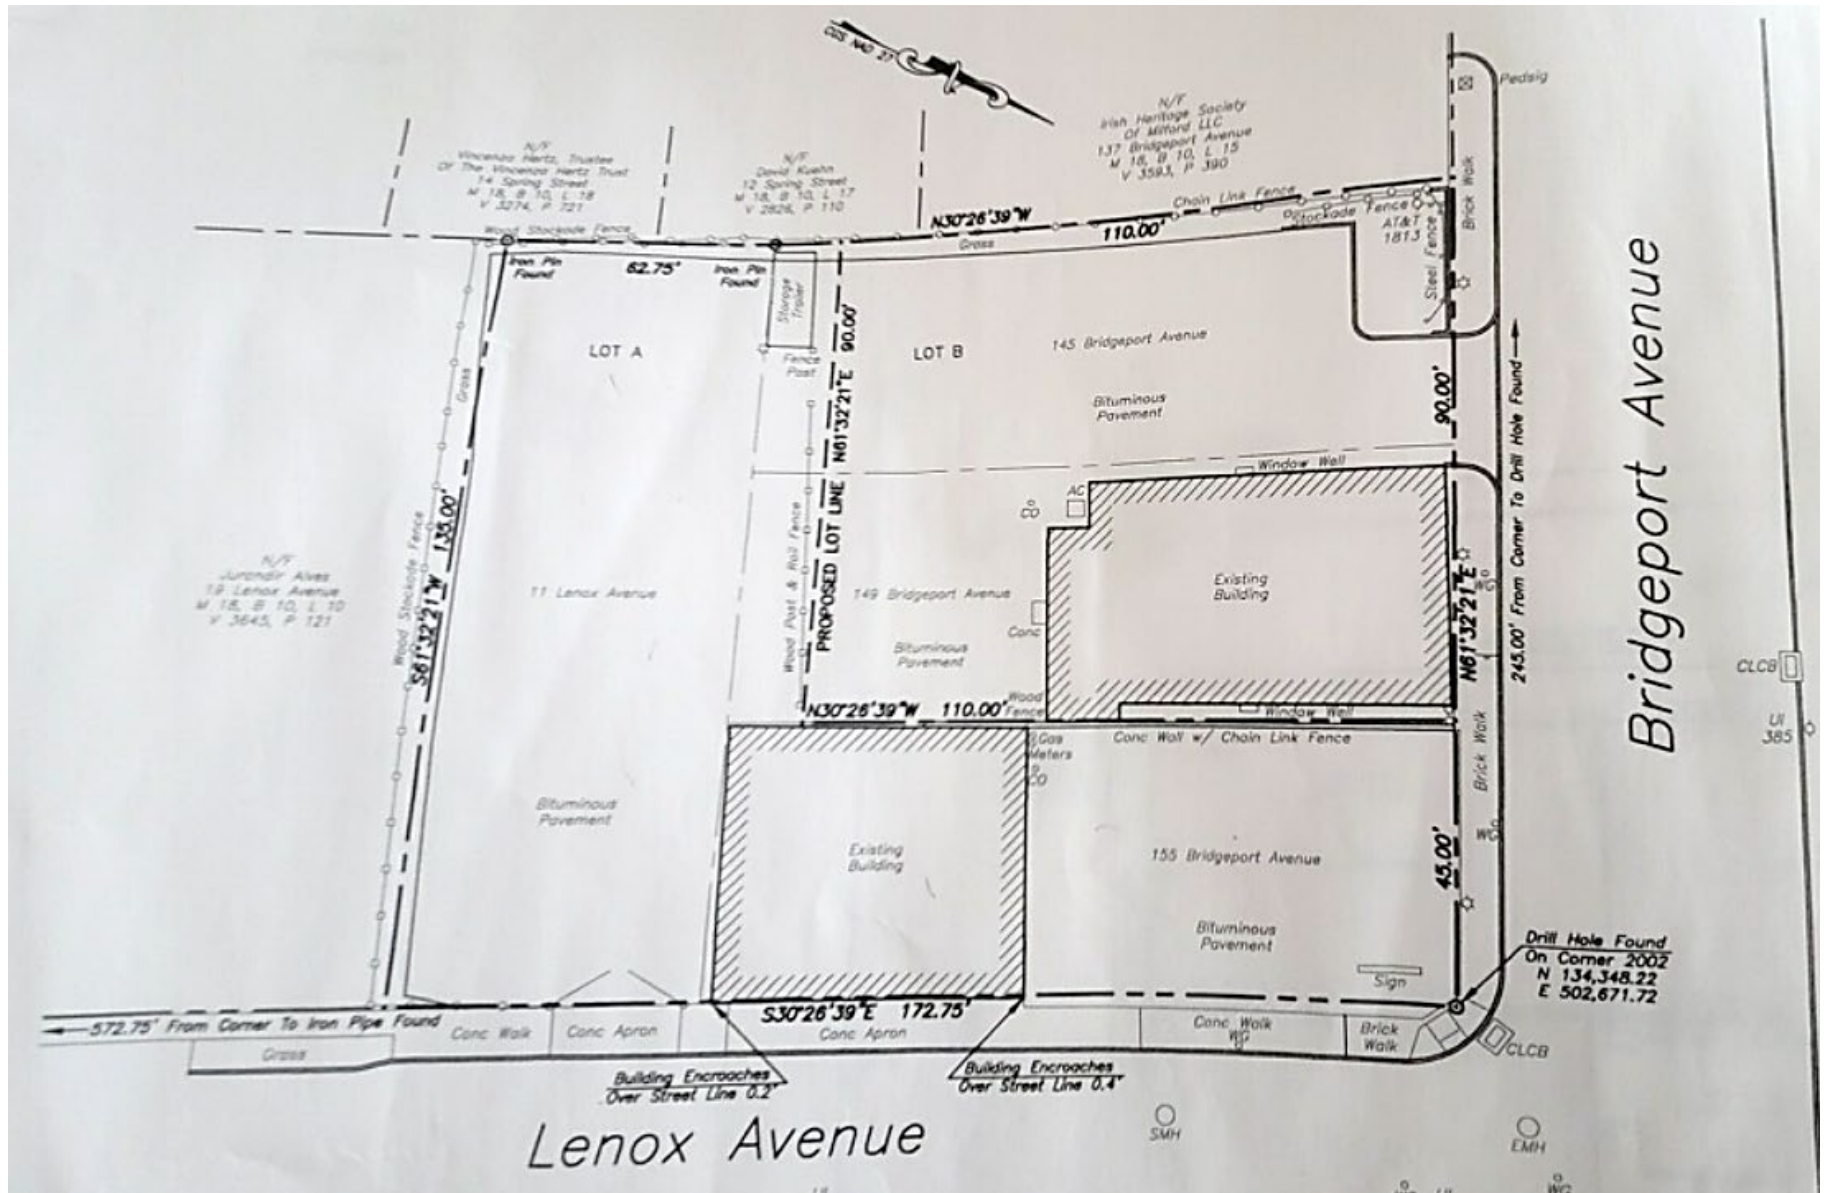 CGS NAD 27
N/F
Vincenza Hertz, Trustee
Of The Vincenza Hertz Trust
14 Spring Street
M 18, B 10, L 18
V 3274, P 721
N/F
David Kuehn
12 Spring Street
M 18, B 10, L 17
V 2826, P 110
N/F
Irish Heritage Society
Of Milford LLC
137 Bridgeport Avenue
M 18, B 10, L 15
V 3593, P 390
Pedsig
Brick Walk
Wood Stockade Fence
Iron Pin
Found
62.75'
Iron Pin
Found
N30°26'39"W
110.00'
Grass
Chain Link Fence
Stockade Fence
AT&T
1813
Steel Fence
Storage
Trailer
Fence
Post
LOT A
LOT B
145 Bridgeport Avenue
Bituminous
Pavement
Grass
Wood Stockade Fence
S61°32'21"W 135.00'
PROPOSED LOT LINE N61°32'21"E 90.00'
Wood Post & Rail Fence
90.00'
N61°32'21"E
245.00' From Corner To Drill Hole Found
Bridgeport Avenue
Window Well
AC
CO
N/F
Jurandir Alves
19 Lenox Avenue
M 18, B 10, L 10
V 3645, P 121
11 Lenox Avenue
149 Bridgeport Avenue
Existing
Building
WG
Conc
Bituminous
Pavement
CLCB
UI
385
N30°26'39"W 110.00'
Wood
Fence
Window Well
Gas
Meters
CO
Conc Wall w/ Chain Link Fence
Brick Walk
Bituminous
Pavement
Existing
Building
155 Bridgeport Avenue
45.00'
WG
Bituminous
Pavement
Sign
Drill Hole Found
On Corner 2002
N 134,348.22
E 502,671.72
572.75' From Corner To Iron Pipe Found
Grass
Conc Walk
Conc Apron
S30°26'39"E 172.75'
Conc Apron
Conc Walk
WG
Brick
Walk
CLCB
Building Encroaches
Over Street Line 0.2'
Building Encroaches
Over Street Line 0.4'
Lenox Avenue
SMH
EMH
WG